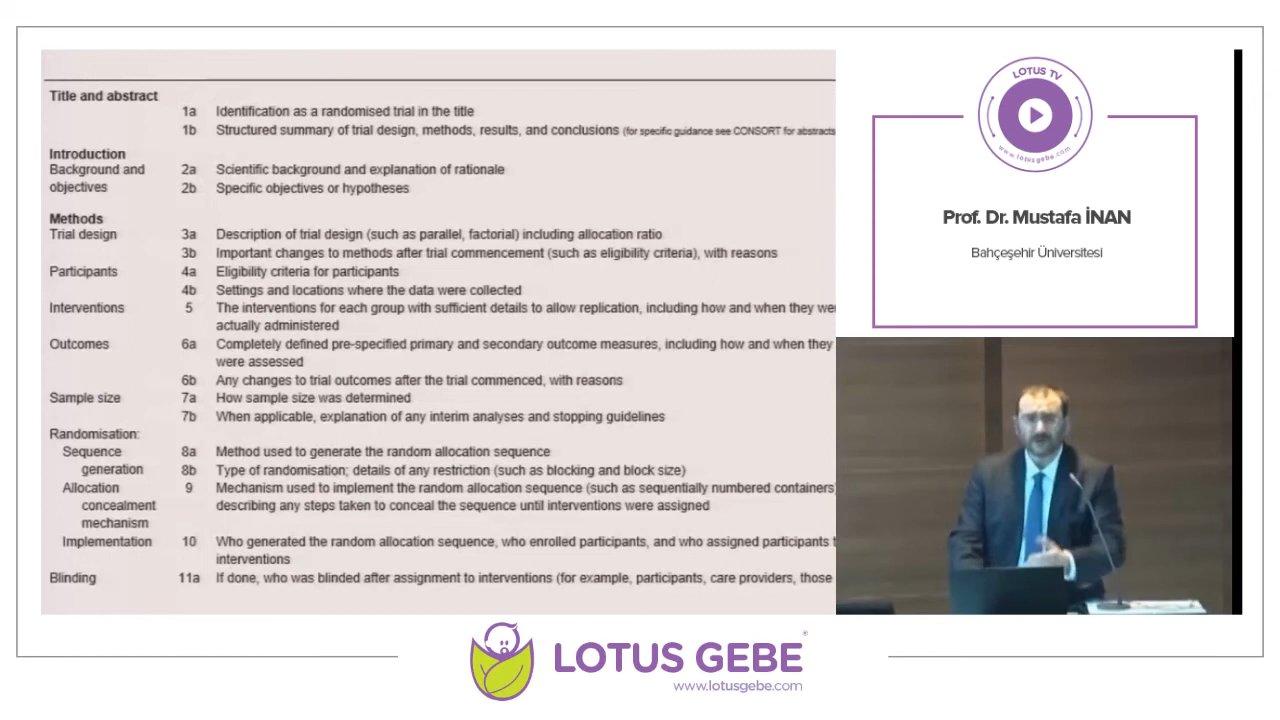 Title and abstract
1a Identification as a randomised trial in the title
1b Structured summary of trial design, methods, results, and conclusions (for specific guidance see CONSORT for abstracts
Introduction
Background and objectives
2a Scientific background and explanation of rationale
2b Specific objectives or hypotheses
Methods
Trial design 3a Description of trial design (such as parallel, factorial) including allocation ratio
3b Important changes to methods after trial commencement (such as eligibility criteria), with reasons
Participants 4a Eligibility criteria for participants
4b Settings and locations where the data were collected
Interventions 5 The interventions for each group with sufficient details to allow replication, including how and when they we
actually administered
Outcomes 6a Completely defined pre-specified primary and secondary outcome measures, including how and when they
were assessed
6b Any changes to trial outcomes after the trial commenced, with reasons
Sample size 7a How sample size was determined
7b When applicable, explanation of any interim analyses and stopping guidelines
Randomisation:
Sequence generation
8a Method used to generate the random allocation sequence
8b Type of randomisation; details of any restriction (such as blocking and block size)
Allocation concealment mechanism
9 Mechanism used to implement the random allocation sequence (such as sequentially numbered containers)
describing any steps taken to conceal the sequence until interventions were assigned
Implementation 10 Who generated the random allocation sequence, who enrolled participants, and who assigned participants t
interventions
Blinding 11a If done, who was blinded after assignment to interventions (for example, participants, care providers, those
LOTUS TV
www.lotusgebe.com
Prof. Dr. Mustafa İNAN
Bahçeşehir Üniversitesi
LOTUS GEBE®
www.lotusgebe.com